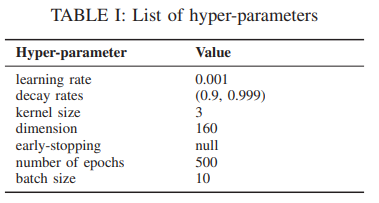 TABLE I: List of hyper-parameters
Hyper-parameter Value
learning rate 0.001
decay rates (0.9, 0.999)
kernel size 3
dimension 160
early-stopping null
number of epochs 500
batch size 10